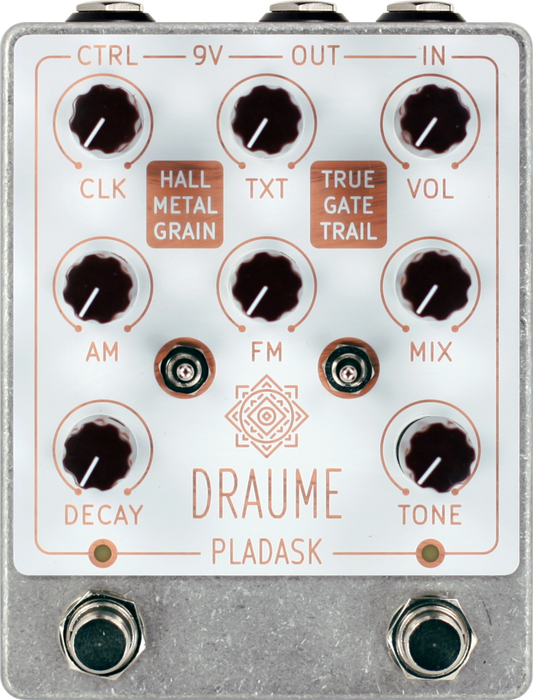 CTRL 9V OUT IN
CLK TXT VOL
HALL
METAL
GRAIN
TRUE
GATE
TRAIL
AM FM MIX
DECAY DRAUME TONE
PLADASK